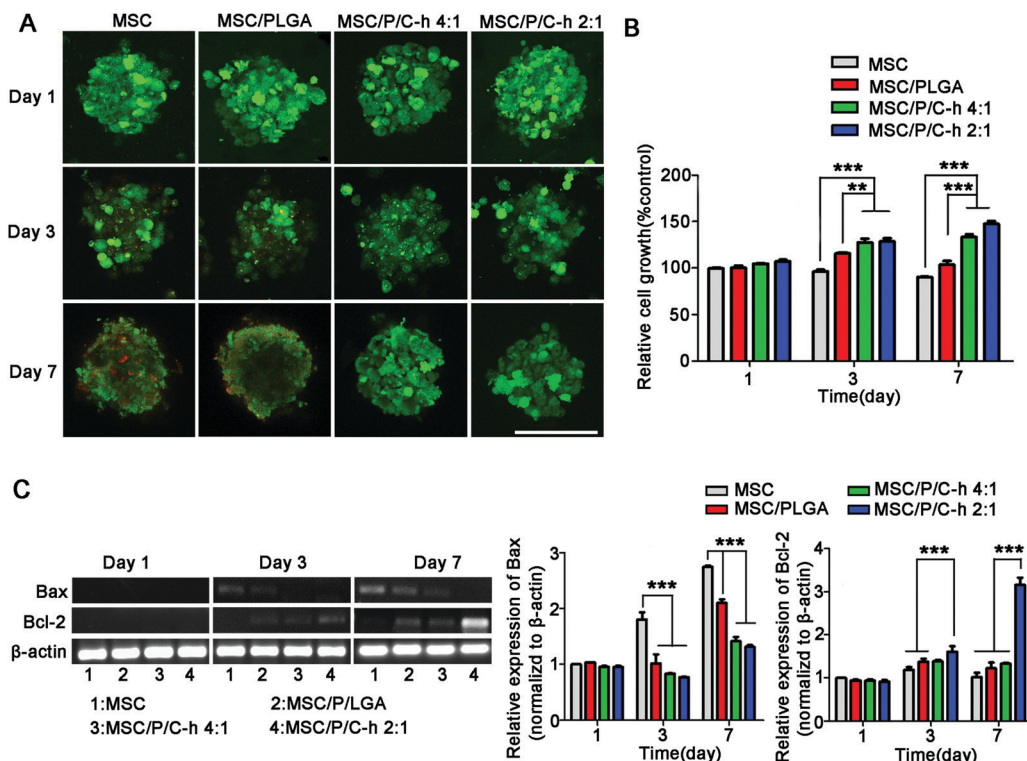 A
MSC MSC/PLGA MSC/P/C-h 4:1 MSC/P/C-h 2:1
Day 1
Day 3
Day 7
B
MSC
MSC/PLGA
MSC/P/C-h 4:1
MSC/P/C-h 2:1
Relative cell growth(%control)
200
150
100
50
0
*** ** *** ***
1 3 7
Time(day)
C
Day 1 Day 3 Day 7
Bax
Bcl-2
β-actin
1 2 3 4 1 2 3 4 1 2 3 4
1:MSC 2:MSC/P/LGA
3:MSC/P/C-h 4:1 4:MSC/P/C-h 2:1
MSC MSC/P/C-h 4:1
MSC/PLGA MSC/P/C-h 2:1
Relative expression of Bax
(normalizd to β-actin)
3
2
1
0
*** ***
1 3 7
Time(day)
Relative expression of Bcl-2
(normalizd to β-actin)
4
3
2
1
0
*** ***
1 3 7
Time(day)